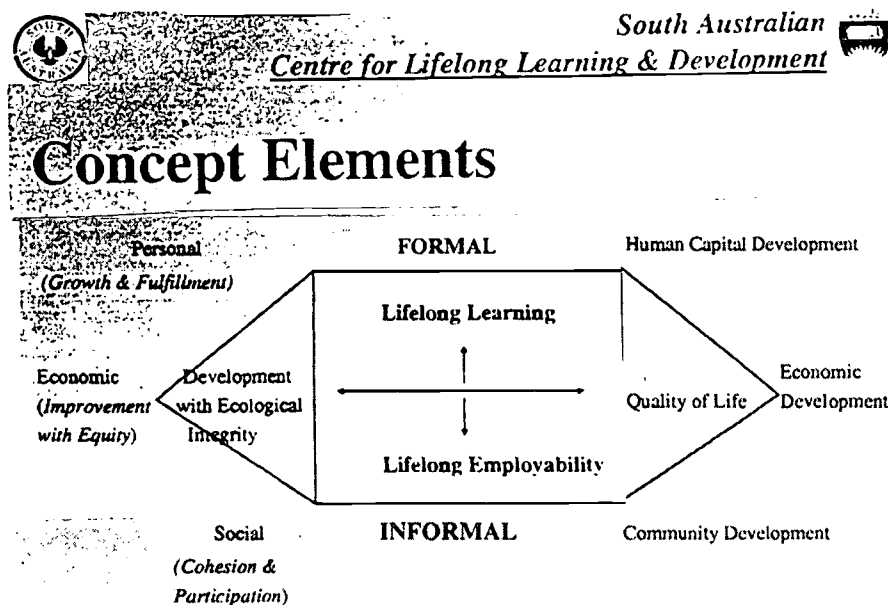 SOUTH
AUSTRALIA
South Australian
Centre for Lifelong Learning & Development
Concept Elements
Personal
(Growth & Fulfillment)
FORMAL
Human Capital Development
Lifelong Learning
Economic
(Improvement
with Equity)
Development
with Ecological
Integrity
Quality of Life
Economic
Development
Lifelong Employability
Social
(Cohesion &
Participation)
INFORMAL
Community Development